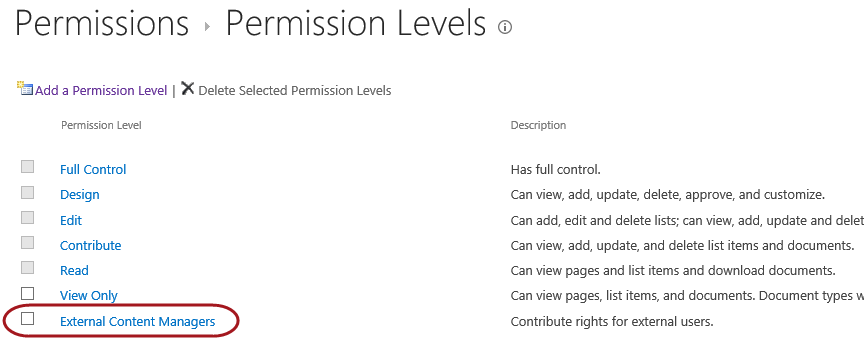 Permissions ▸ Permission Levels
Add a Permission Level | Delete Selected Permission Levels
Permission Level Description
Full Control Has full control.
Design Can view, add, update, delete, approve, and customize.
Edit Can add, edit and delete lists; can view, add, update and delet
Contribute Can view, add, update, and delete list items and documents.
Read Can view pages and list items and download documents.
View Only Can view pages, list items, and documents. Document types w
External Content Managers Contribute rights for external users.